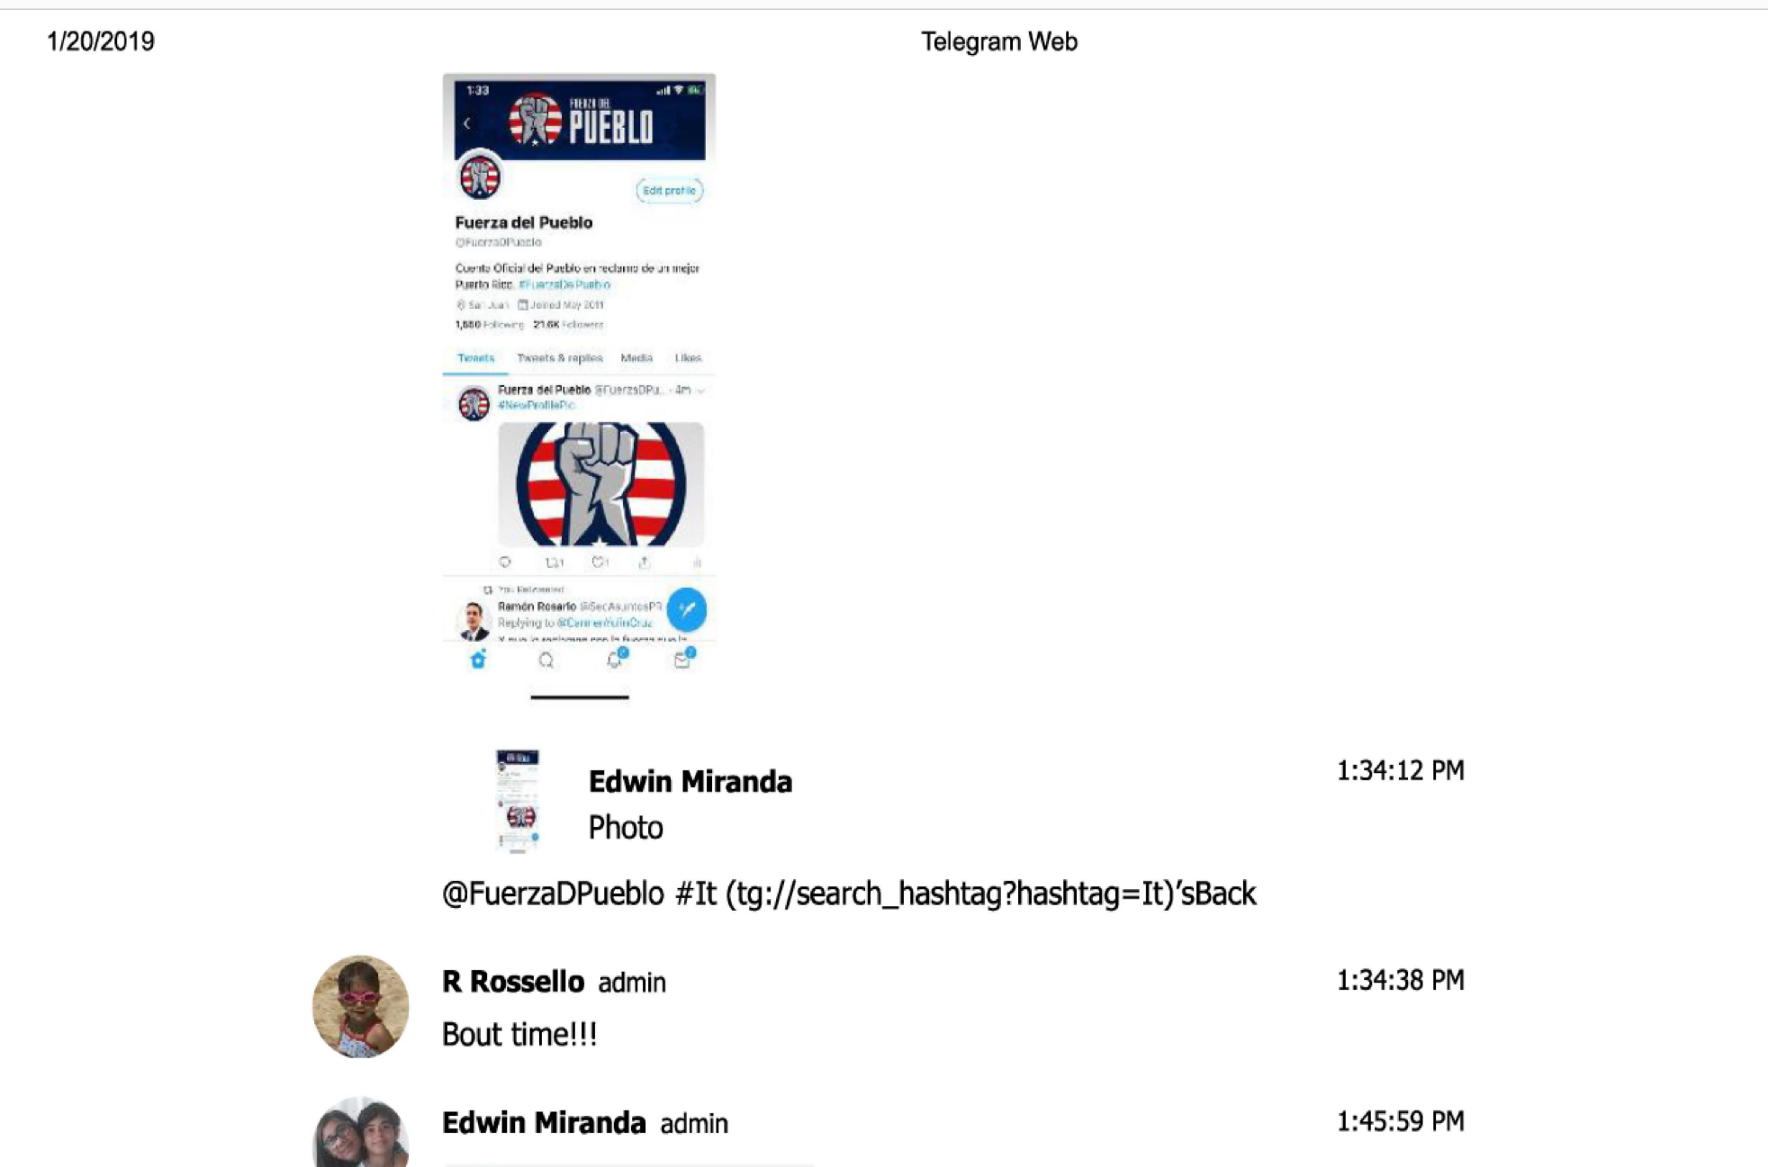 1/20/2019
Telegram Web
1:33
FUERZA DEL
PUEBLO
Edit profile
Fuerza del Pueblo
@FuerzaDPueblo
Cuenta Oficial del Pueblo en reclamo de un mejor
Puerto Rico. #FuerzaDePueblo
San Juan Joined May 2011
Following 21.6K Followers
Tweets Tweets & replies Media Likes
Fuerza del Pueblo @FuerzaDPu... · 4m
#NewProfilePic
1 1
You Retweeted
Ramón Rosario @SecAsuntosPR
Replying to @CarmenYulinCruz
Edwin Miranda
1:34:12 PM
Photo
@FuerzaDPueblo #It (tg://search_hashtag?hashtag=It)’sBack
R Rossello admin
1:34:38 PM
Bout time!!!
Edwin Miranda admin
1:45:59 PM